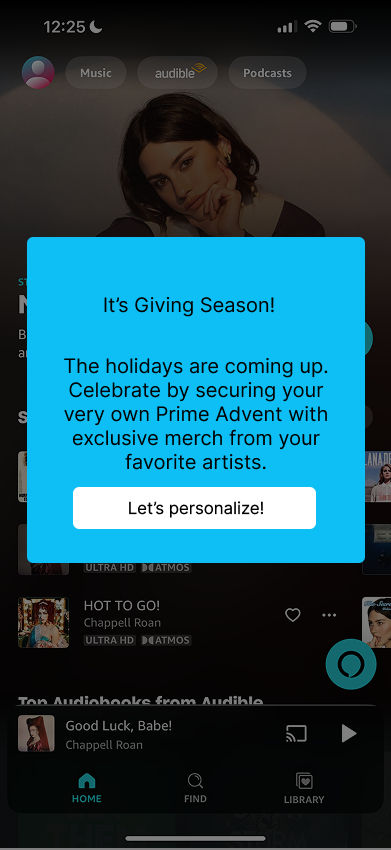 12:25
Music
audible
Podcasts
It's Giving Season!
The holidays are coming up.
Celebrate by securing your
very own Prime Advent with
exclusive merch from your
favorite artists.
Let's personalize!
ULTRA HD ATMOS
HOT TO GO!
Chappell Roan
ULTRA HD ATMOS
Top Audiobooks from Audible
Good Luck, Babe!
Chappell Roan
HOME
FIND
LIBRARY